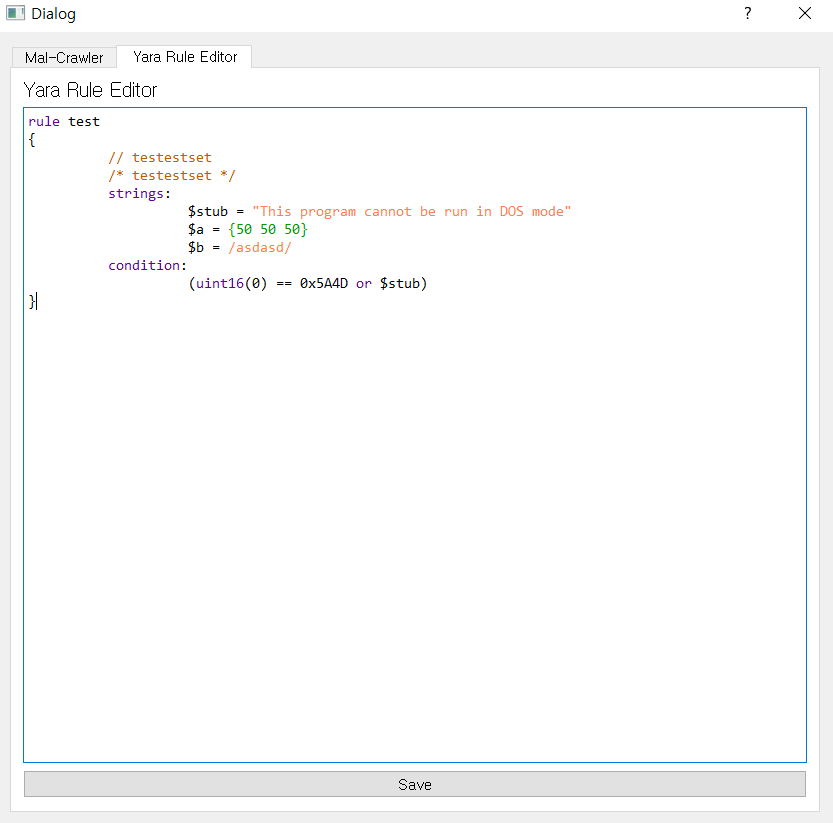 Dialog
?
Mal-Crawler
Yara Rule Editor
Yara Rule Editor
rule test
{
// testestset
/* testestset */
strings:
$stub = "This program cannot be run in DOS mode"
$a = {50 50 50}
$b = /asdasd/
condition:
(uint16(0) == 0x5A4D or $stub)
}
Save